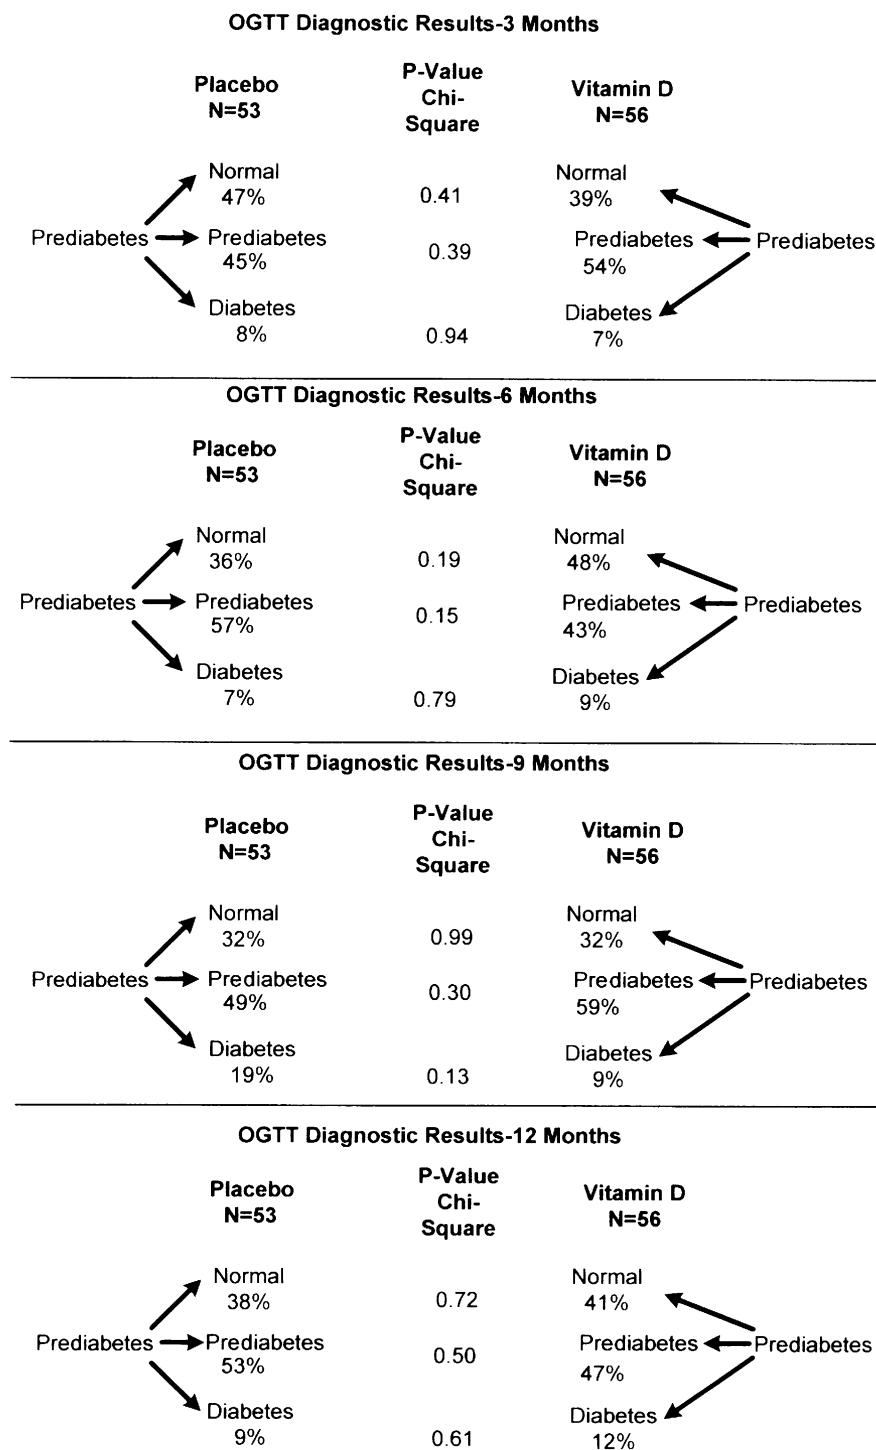 OGTT Diagnostic Results-3 Months
Placebo
N=53
P-Value
Chi-
Square
Vitamin D
N=56
Normal
47%
0.41
Normal
39%
Prediabetes
Prediabetes
45%
0.39
Prediabetes
54%
Prediabetes
Diabetes
8%
0.94
Diabetes
7%
OGTT Diagnostic Results-6 Months
Placebo
N=53
P-Value
Chi-
Square
Vitamin D
N=56
Normal
36%
0.19
Normal
48%
Prediabetes
Prediabetes
57%
0.15
Prediabetes
43%
Prediabetes
Diabetes
7%
0.79
Diabetes
9%
OGTT Diagnostic Results-9 Months
Placebo
N=53
P-Value
Chi-
Square
Vitamin D
N=56
Normal
32%
0.99
Normal
32%
Prediabetes
Prediabetes
49%
0.30
Prediabetes
59%
Prediabetes
Diabetes
19%
0.13
Diabetes
9%
OGTT Diagnostic Results-12 Months
Placebo
N=53
P-Value
Chi-
Square
Vitamin D
N=56
Normal
38%
0.72
Normal
41%
Prediabetes
Prediabetes
53%
0.50
Prediabetes
47%
Prediabetes
Diabetes
9%
0.61
Diabetes
12%